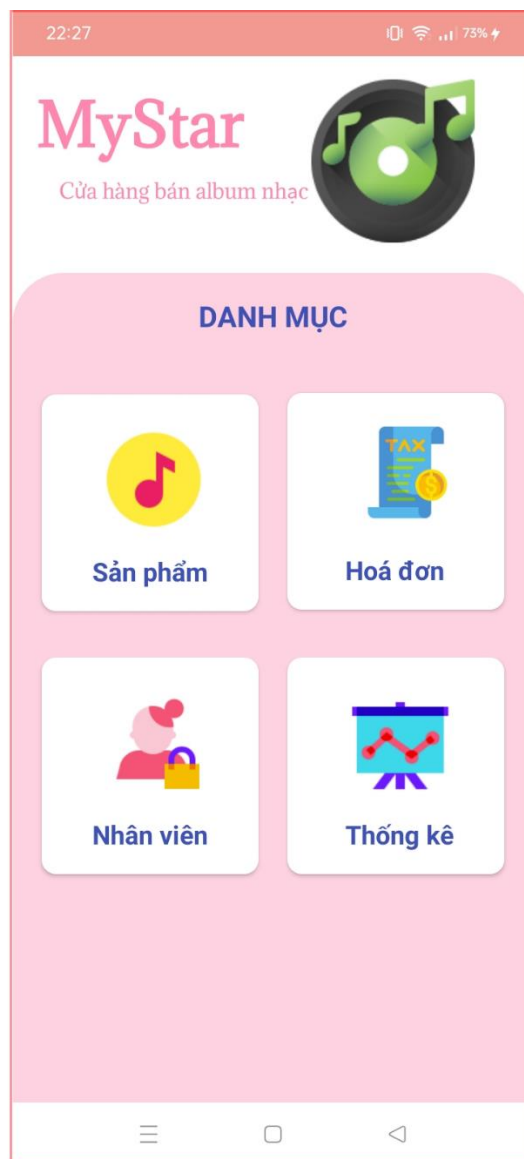 22:27
73%
MyStar
Cửa hàng bán album nhạc
DANH MỤC
TAX
Sản phẩm
Hoá đơn
Nhân viên
Thống kê